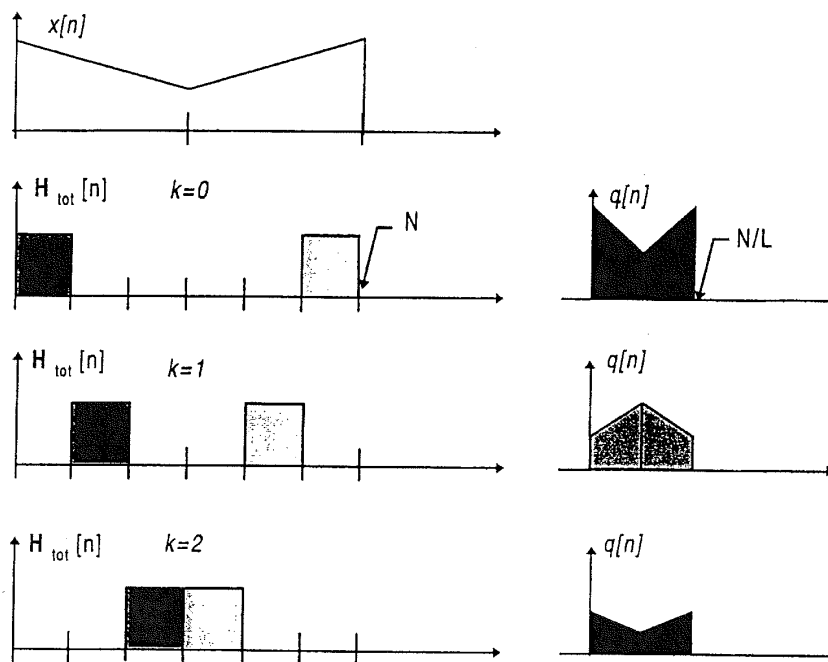 x[n]
H tot [n] k=0
N
q[n]
N/L
H tot [n] k=1
q[n]
H tot [n] k=2
q[n]